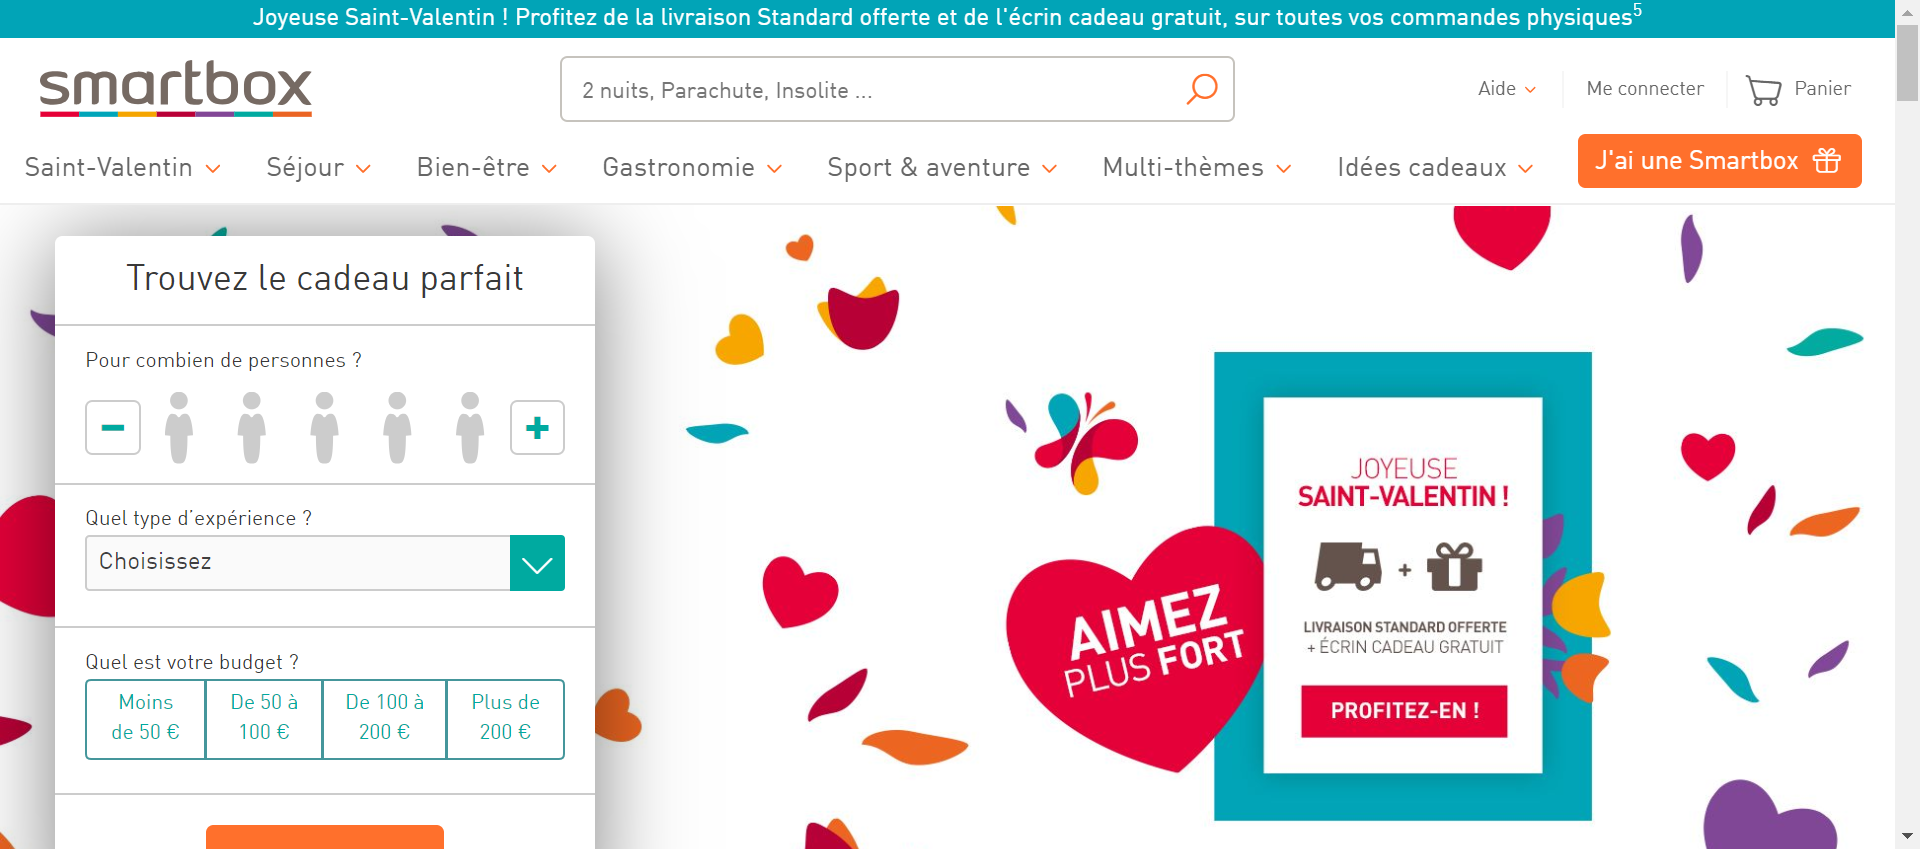 Joyeuse Saint-Valentin ! Profitez de la livraison Standard offerte et de l'écrin cadeau gratuit, sur toutes vos commandes physiques⁵
smartbox
2 nuits, Parachute, Insolite ...
Aide
Me connecter
Panier
Saint-Valentin
Séjour
Bien-être
Gastronomie
Sport & aventure
Multi-thèmes
Idées cadeaux
J'ai une Smartbox
Trouvez le cadeau parfait
Pour combien de personnes ?
Quel type d’expérience ?
Choisissez
Quel est votre budget ?
Moins
de 50 €
De 50 à
100 €
De 100 à
200 €
Plus de
200 €
AIMEZ
PLUS FORT
JOYEUSE
SAINT-VALENTIN !
+
LIVRAISON STANDARD OFFERTE
+ ÉCRIN CADEAU GRATUIT
PROFITEZ-EN !